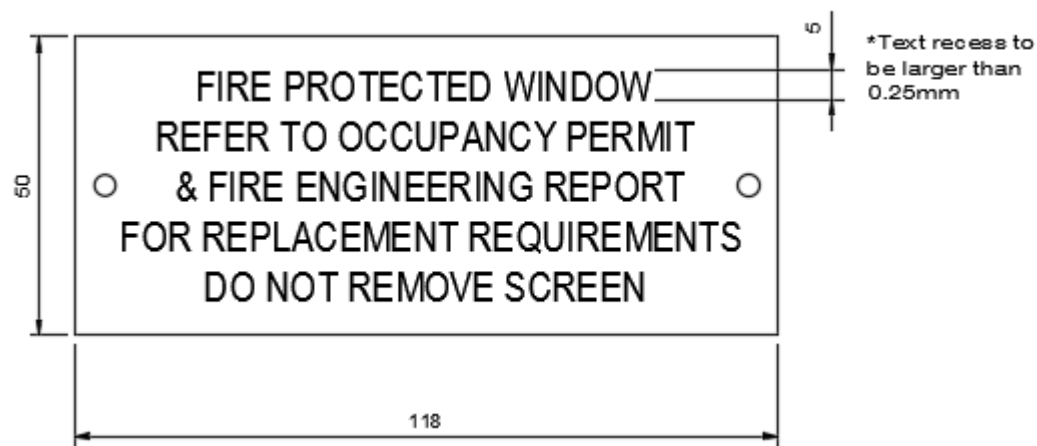 5
*Text recess to
be larger than
0.25mm
FIRE PROTECTED WINDOW
REFER TO OCCUPANCY PERMIT
& FIRE ENGINEERING REPORT
FOR REPLACEMENT REQUIREMENTS
DO NOT REMOVE SCREEN
50
118